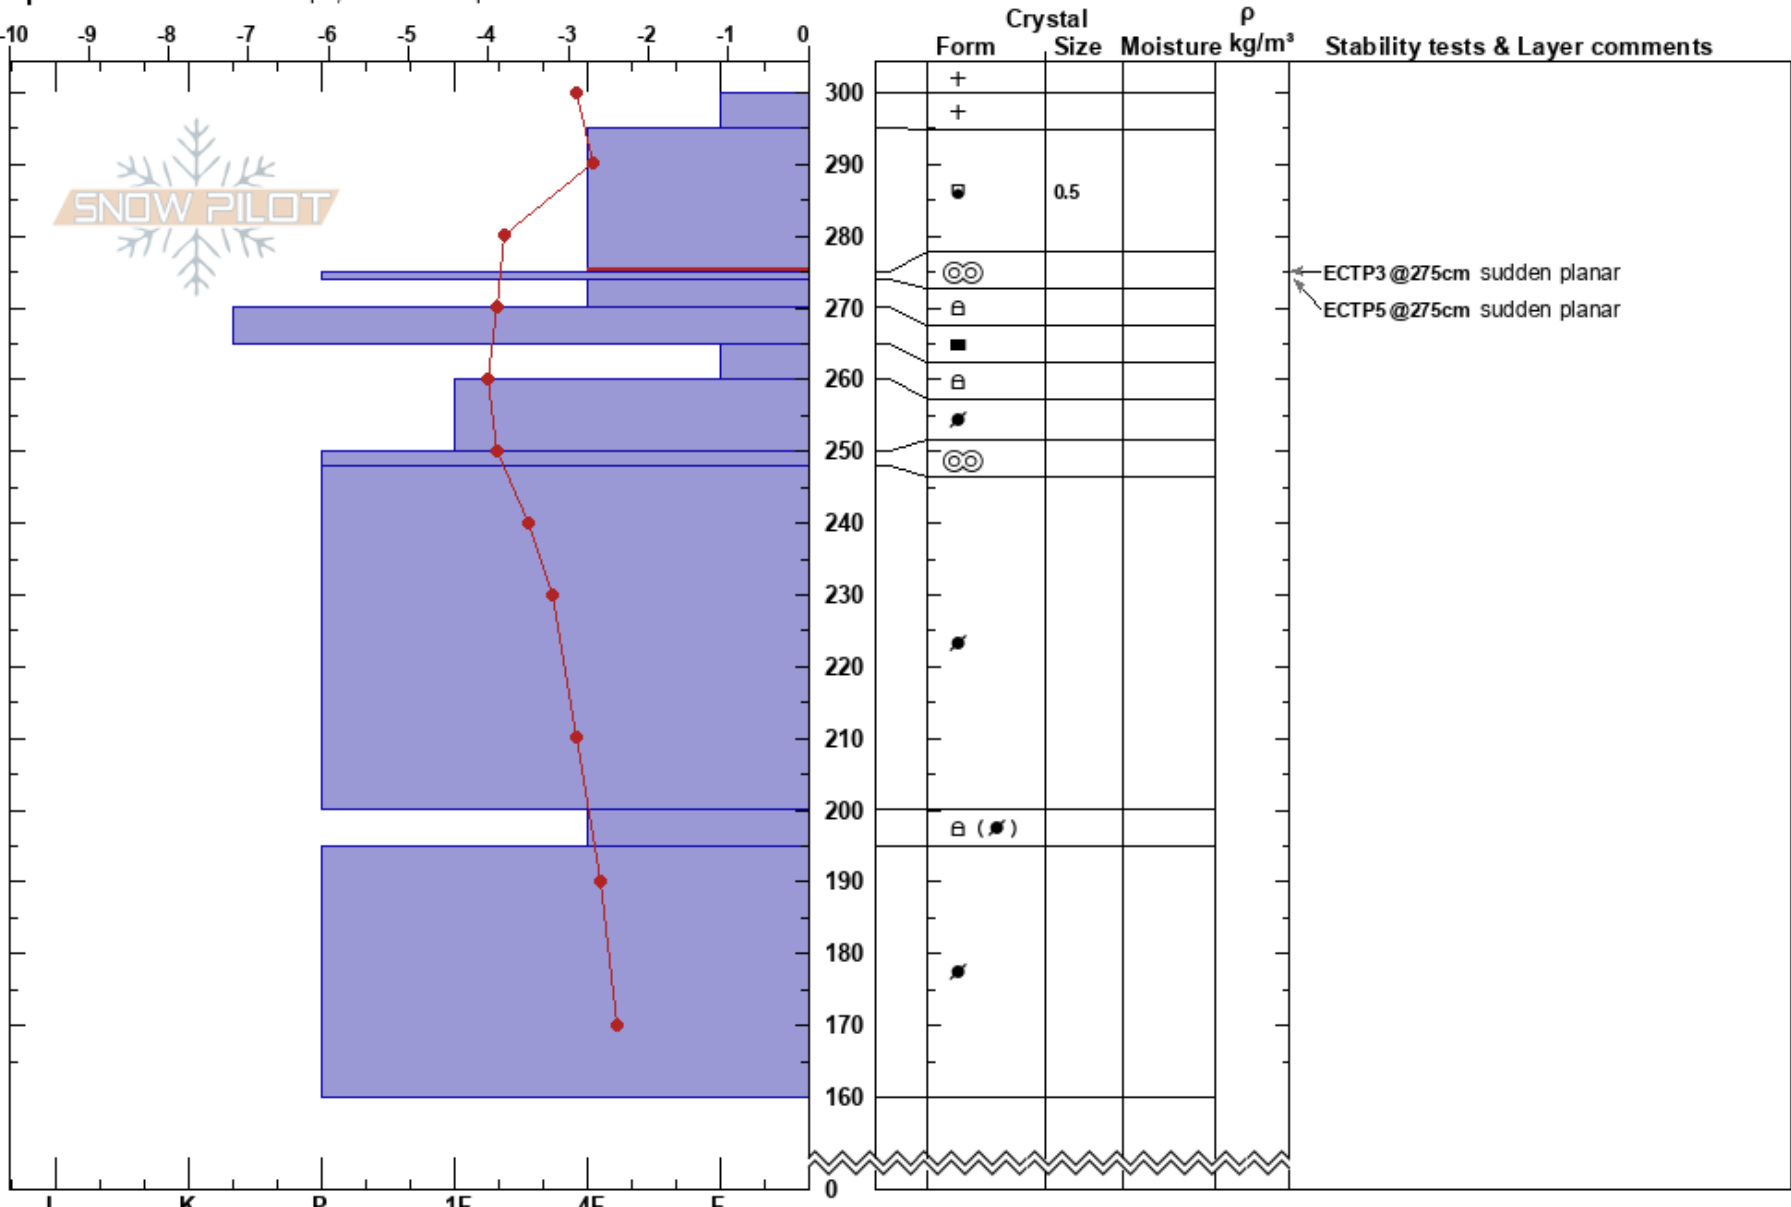 Crystal ρ
-10 -9 -8 -7 -6 -5 -4 -3 -2 -1 0
Form Size Moisture kg/m³ Stability tests & Layer comments
300
290
SNOW PILOT
0.5
280
ECTP3 @275cm sudden planar
270
ECTP5 @275cm sudden planar
260
250
240
230
220
210
200
( )
190
180
170
160
0
I K P 1F 4F F